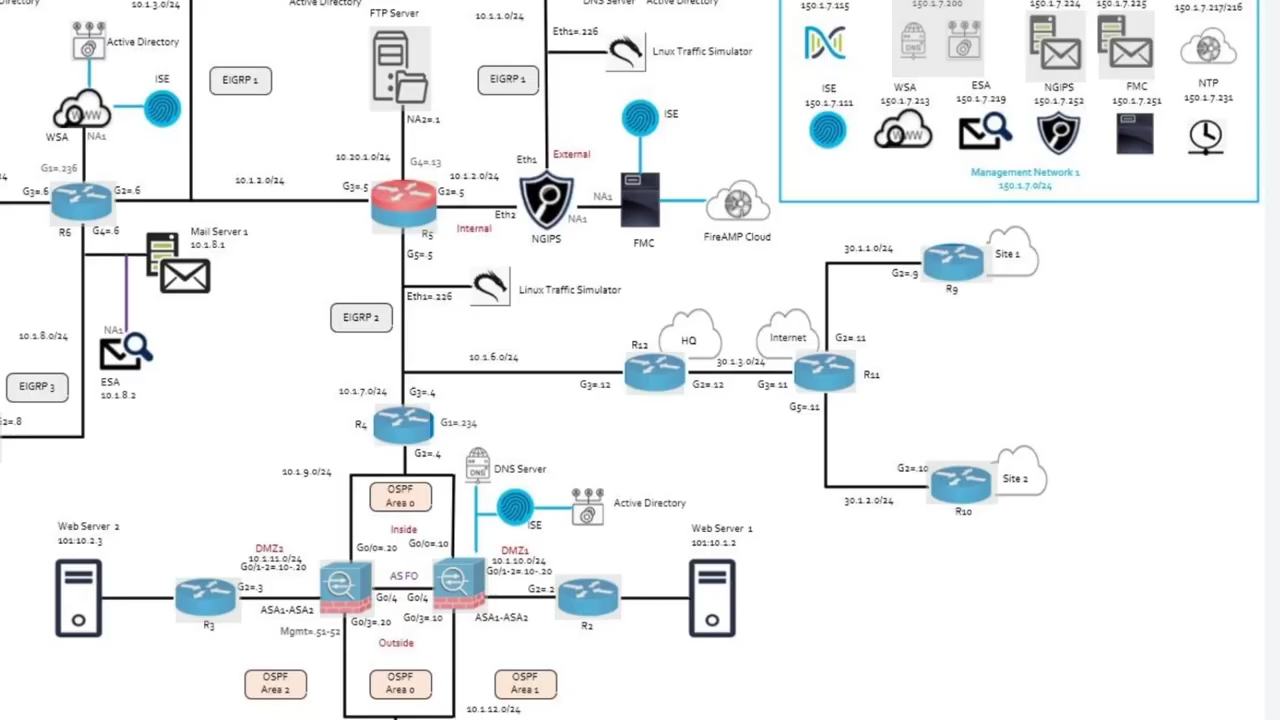 10.1.3.0/24
Active Directory
WSA
NA1
ISE
EIGRP 1
G1=.236
G3=.6
G2=.6
R6
G4=.6
10.1.2.0/24
Mail Server 1
10.1.8.1
10.1.8.0/24
NA1
ESA
10.1.8.2
EIGRP 3
Active Directory
FTP Server
NA2=.1
10.20.1.0/24
G4=.13
G3=.5
G2=.5
R5
G5=.5
10.1.2.0/24
10.1.1.0/24
DNS Server
Active Directory
Eth1=.226
Lnux Traffic Simulator
EIGRP 1
ISE
Eth1
External
Eth2
Internal
NGIPS
NA1
NA1
FMC
FireAMP Cloud
Eth1=.226
Linux Traffic Simulator
EIGRP 2
10.1.6.0/24
10.1.7.0/24
G3=.4
R4
G1=.234
G2=.4
R12
HQ
G3=.12
G2=.12
30.1.3.0/24
Internet
G3=.11
G2=.11
R11
G5=.11
30.1.1.0/24
G2=.9
R9
Site 1
G2=.10
30.1.2.0/24
R10
Site 2
150.1.7.115
150.1.7.200
150.1.7.224
150.1.7.225
150.1.7.217/216
ISE
150.1.7.111
WSA
150.1.7.213
ESA
150.1.7.219
NGIPS
150.1.7.252
FMC
150.1.7.251
NTP
150.1.7.231
DNS
WWW
Management Network 1
150.1.7.0/24
10.1.9.0/24
OSPF
Area 0
Inside
DNS
DNS Server
ISE
Active Directory
Web Server 2
101:10.2.3
R3
G2=.3
DMZ1
10.1.11.0/24
G0/1-2=.10-.20
ASA1-ASA2
Mgmt=.51-52
G0/0=.20
G0/0=.10
AS FO
G0/4
G0/4
G0/3=.20
G0/3=.10
Outside
DMZ1
10.1.10.0/24
G0/1-2=.10-.20
G2=.2
ASA1-ASA2
R2
Web Server 1
101:10.1.2
OSPF
Area 2
OSPF
Area 0
OSPF
Area 1
10.1.12.0/24